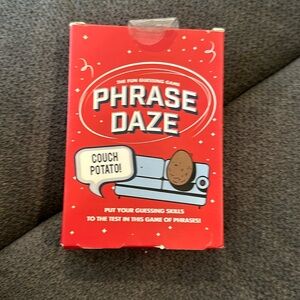 THE FUN GUESSING GAME
PHRASE
DAZE
COUCH
POTATO!
PUT YOUR GUESSING SKILLS
TO THE TEST IN THIS GAME OF PHRASES!